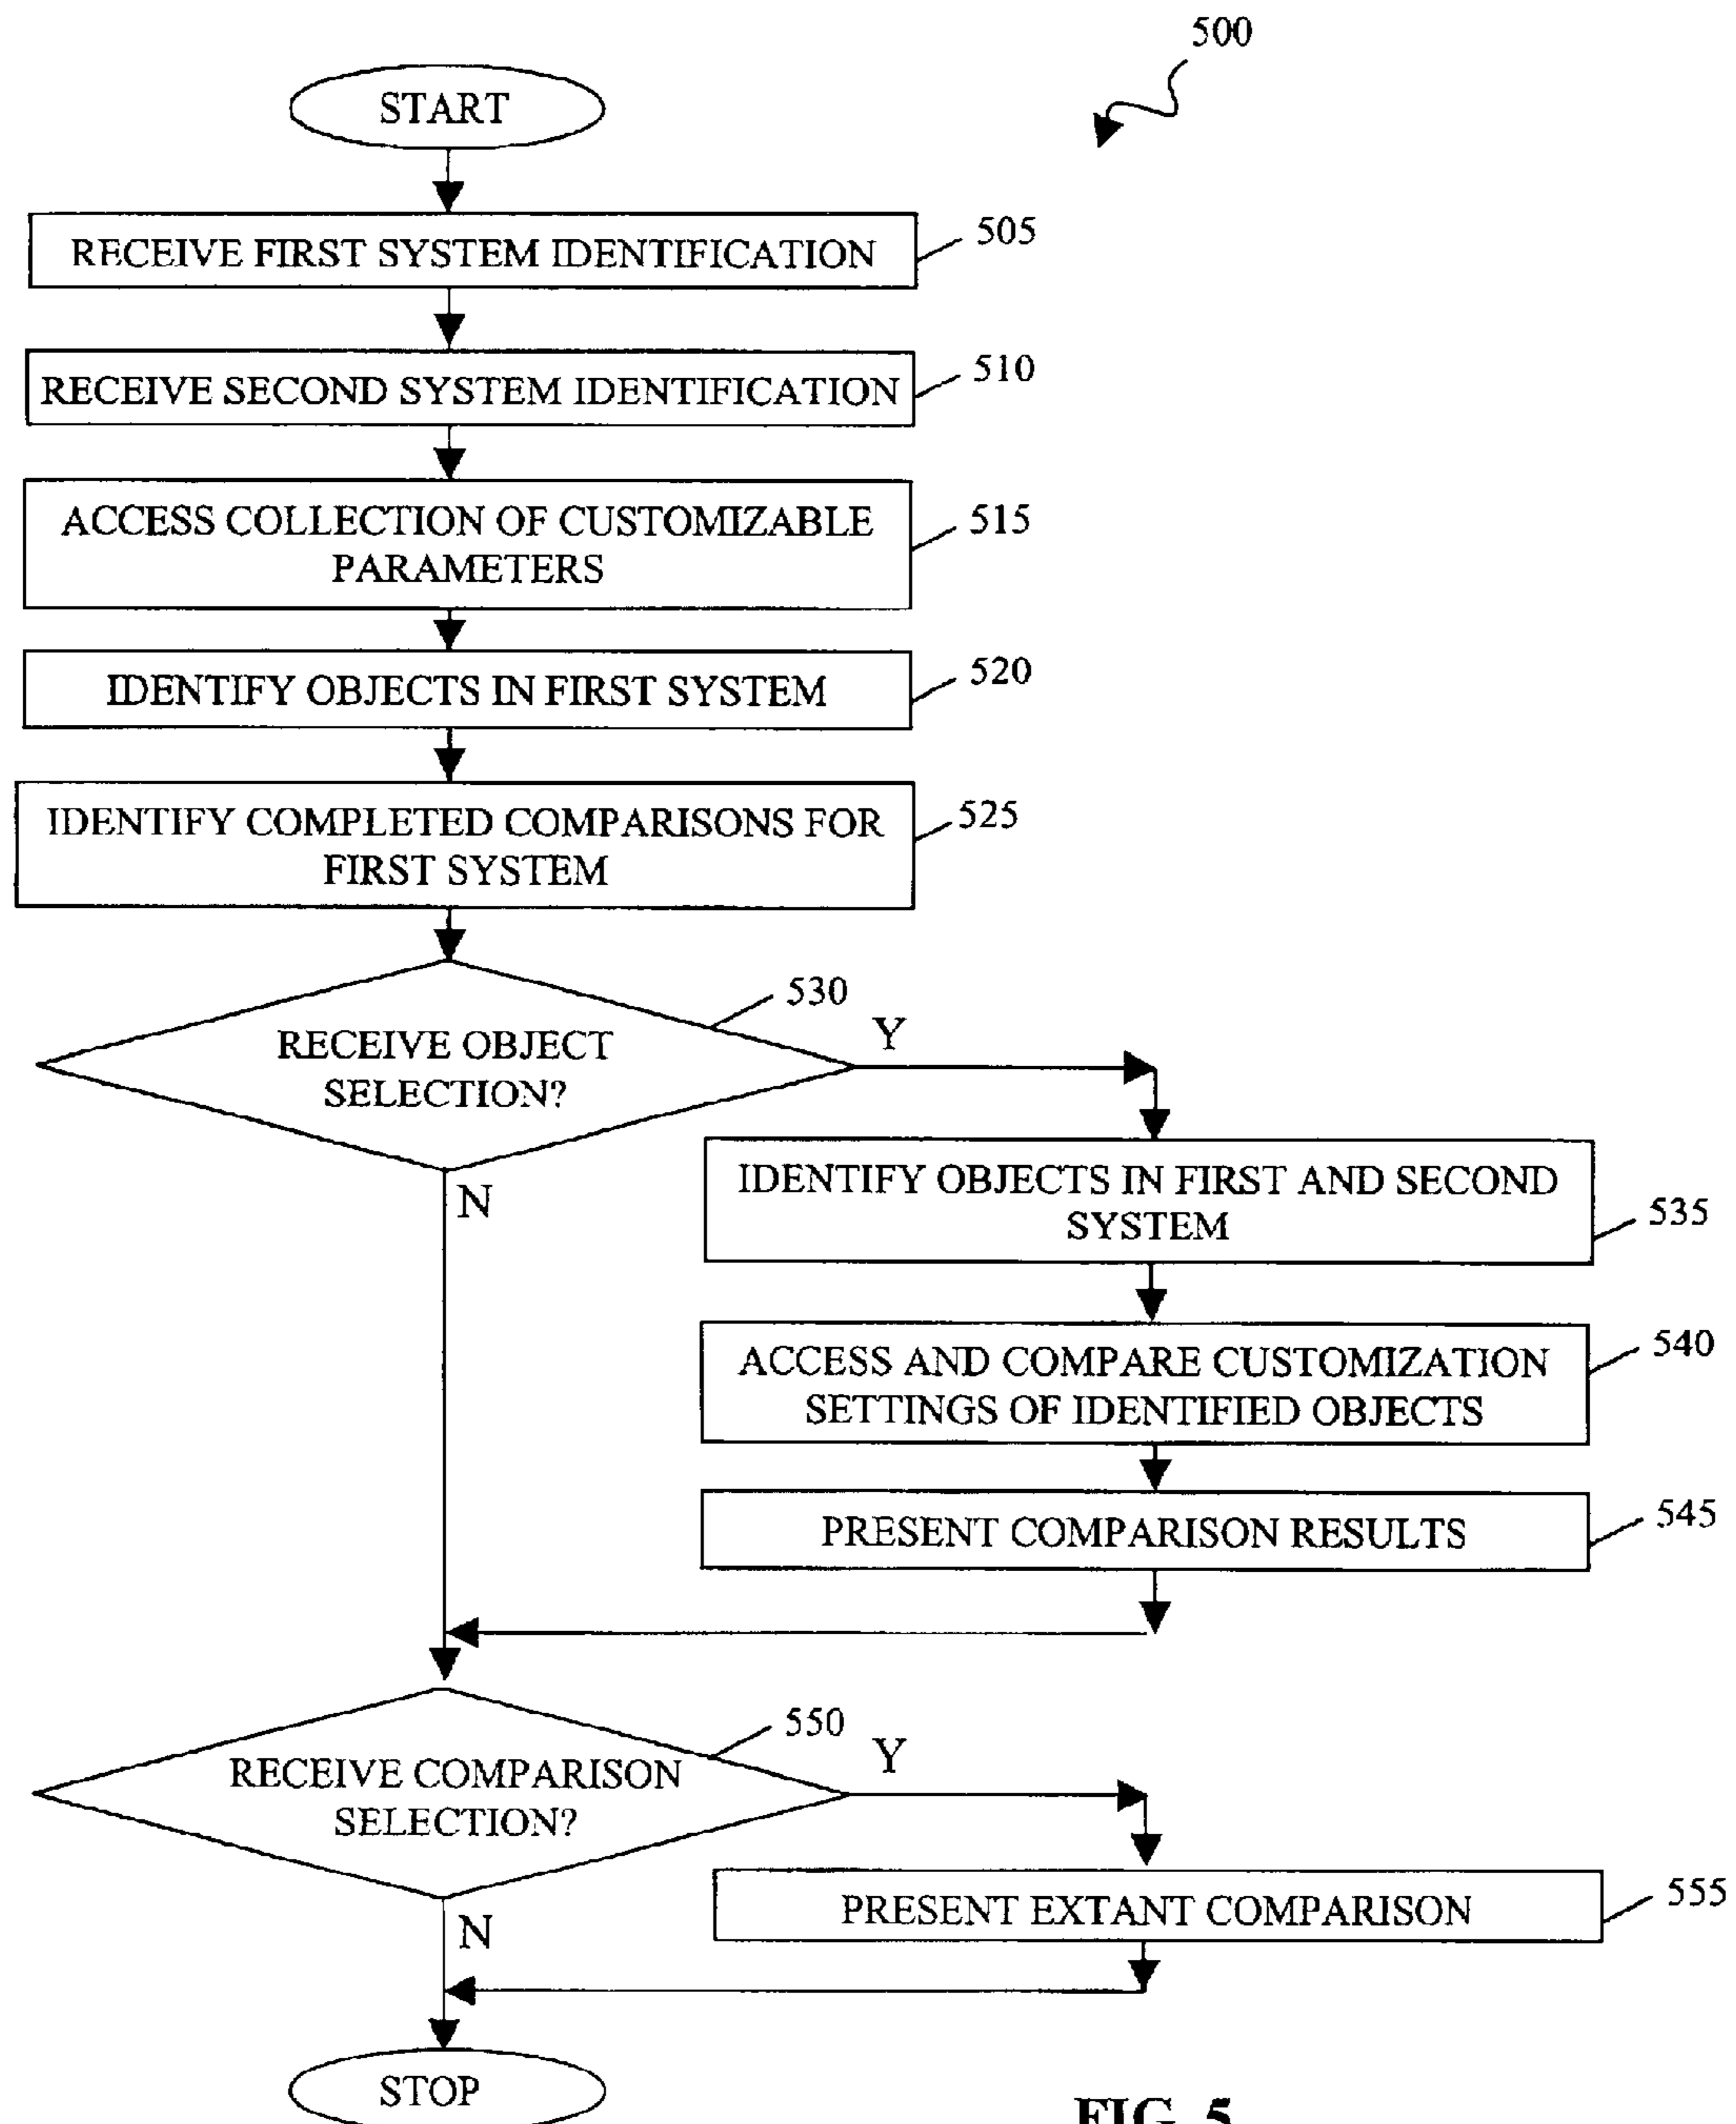 500
START
RECEIVE FIRST SYSTEM IDENTIFICATION
505
RECEIVE SECOND SYSTEM IDENTIFICATION
510
ACCESS COLLECTION OF CUSTOMIZABLE
PARAMETERS
515
IDENTIFY OBJECTS IN FIRST SYSTEM
520
IDENTIFY COMPLETED COMPARISONS FOR
FIRST SYSTEM
525
530
RECEIVE OBJECT
SELECTION?
Y
N
IDENTIFY OBJECTS IN FIRST AND SECOND
SYSTEM
535
ACCESS AND COMPARE CUSTOMIZATION
SETTINGS OF IDENTIFIED OBJECTS
540
PRESENT COMPARISON RESULTS
545
550
RECEIVE COMPARISON
SELECTION?
Y
N
PRESENT EXTANT COMPARISON
555
STOP
FIG. 5